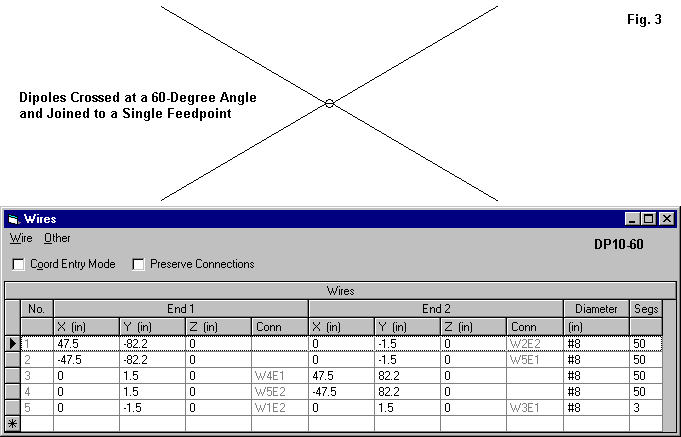 Fig. 3
Dipoles Crossed at a 60-Degree Angle
and Joined to a Single Feedpoint
Wires
Wire Other
DP10-60
Coord Entry Mode Preserve Connections
Wires
No. End 1 End 2 Diameter Segs
X (in) Y (in) Z (in) Conn X (in) Y (in) Z (in) Conn (in)
1 47.5 -82.2 0 0 -1.5 0 W2E2 #8 50
2 -47.5 -82.2 0 0 -1.5 0 W5E1 #8 50
3 0 1.5 0 W4E1 47.5 82.2 0 #8 50
4 0 1.5 0 W5E2 -47.5 82.2 0 #8 50
5 0 -1.5 0 W1E2 0 1.5 0 W3E1 #8 3